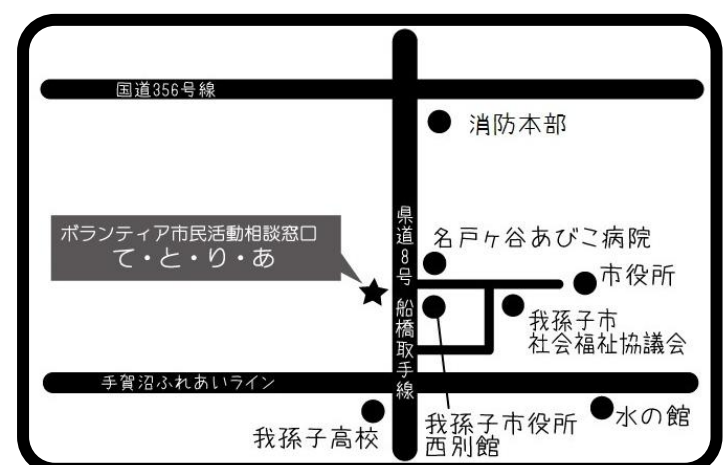 国道356号線
消防本部
ボランティア市民活動相談窓口
て・と・り・あ
県道8号 船橋取手線
名戸ヶ谷あびこ病院
市役所
我孫子市
社会福祉協議会
手賀沼ふれあいライン
我孫子高校
我孫子市役所
西別館
水の館